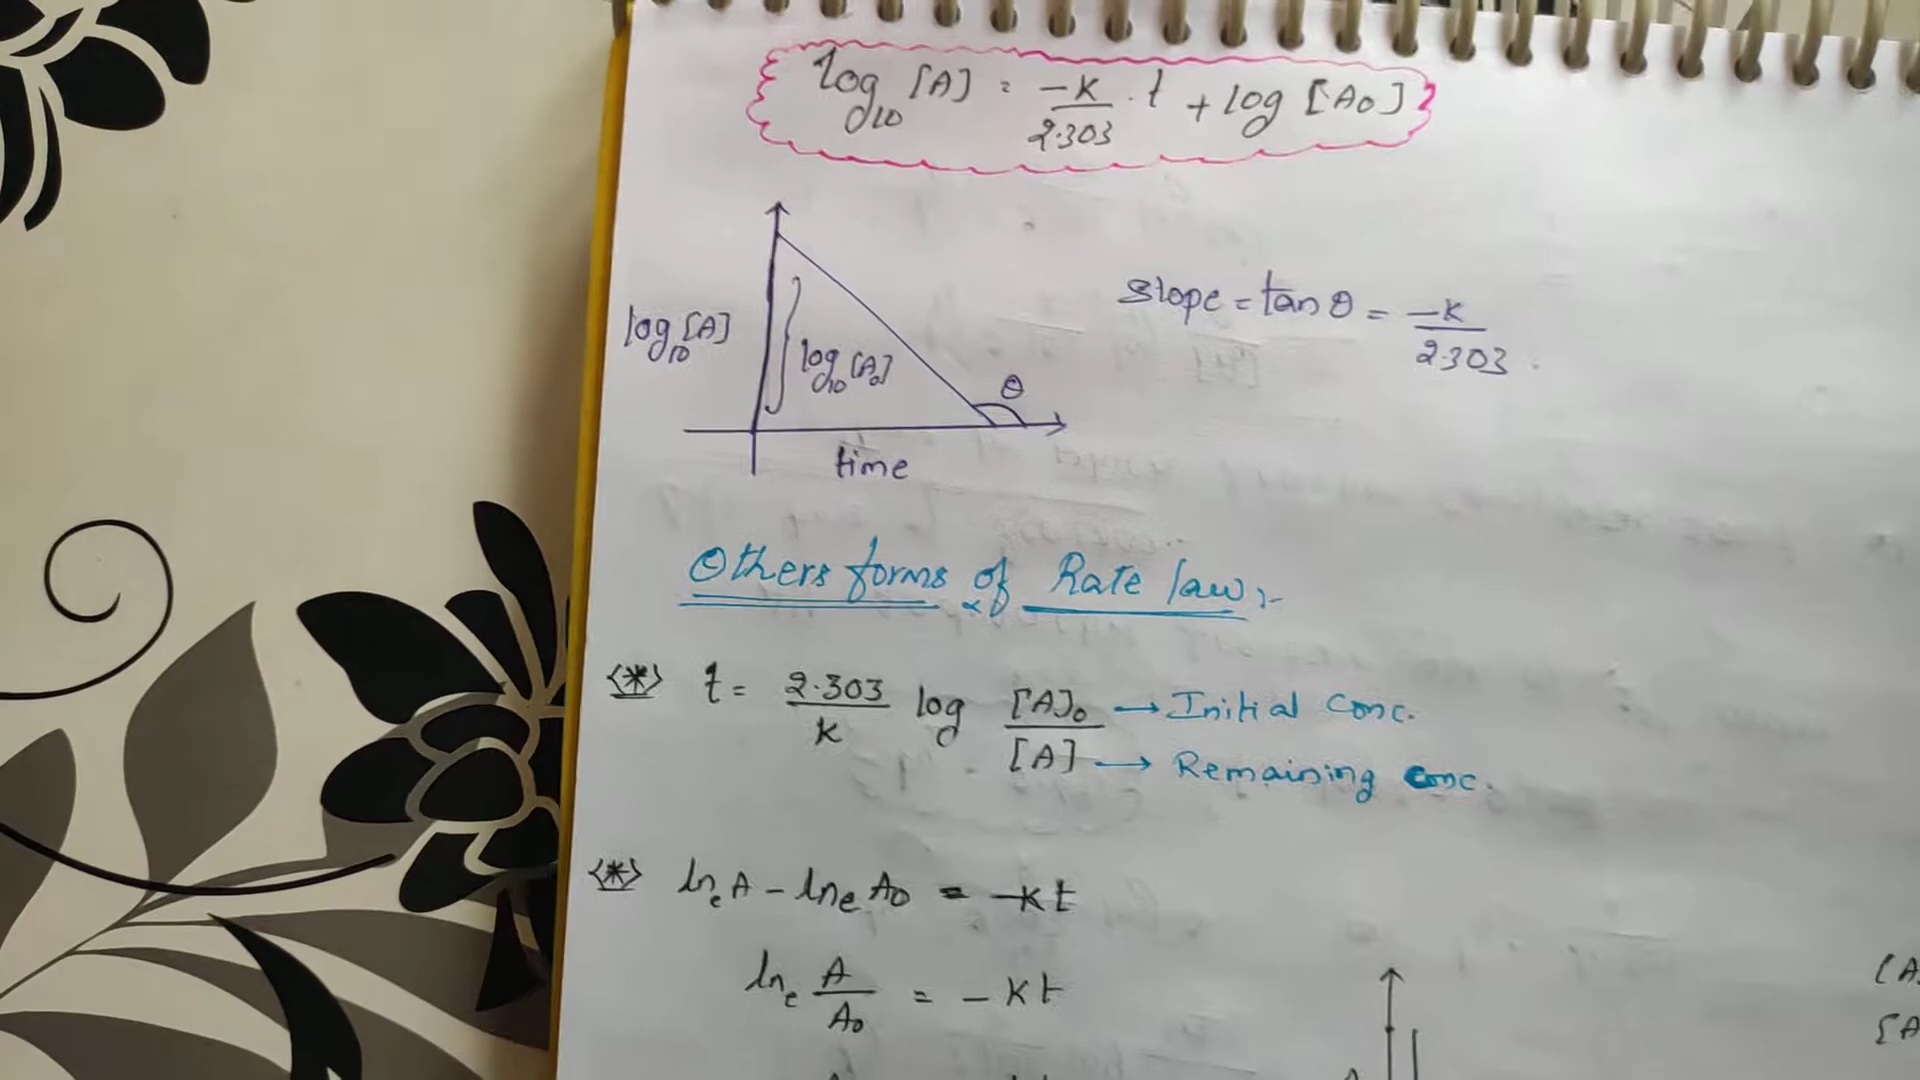 log10 [A] = -K/2.303 . t + log [A0]
slope = tan θ = -K/2.303
log10[A]
log10[A0]
θ
time
Others forms of Rate law:-
<*> t = 2.303/K log [A]0/[A]
→ Initial Conc.
→ Remaining Conc.
<*> lne A - lne A0 = -Kt
lne A/A0 = -Kt
[A
[A